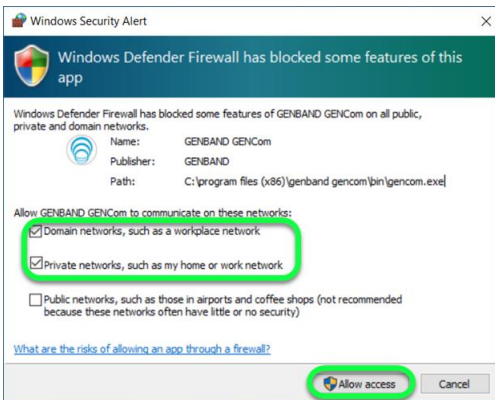 Windows Security Alert
Windows Defender Firewall has blocked some features of this
app
Windows Defender Firewall has blocked some features of GENBAND GENCom on all public,
private and domain networks.
Name: GENBAND GENCom
Publisher: GENBAND
Path: C:\program files (x86)\genband gencom\bin\gencom.exe
Allow GENBAND GENCom to communicate on these networks:
Domain networks, such as a workplace network
Private networks, such as my home or work network
Public networks, such as those in airports and coffee shops (not recommended
because these networks often have little or no security)
What are the risks of allowing an app through a firewall?
Allow access Cancel